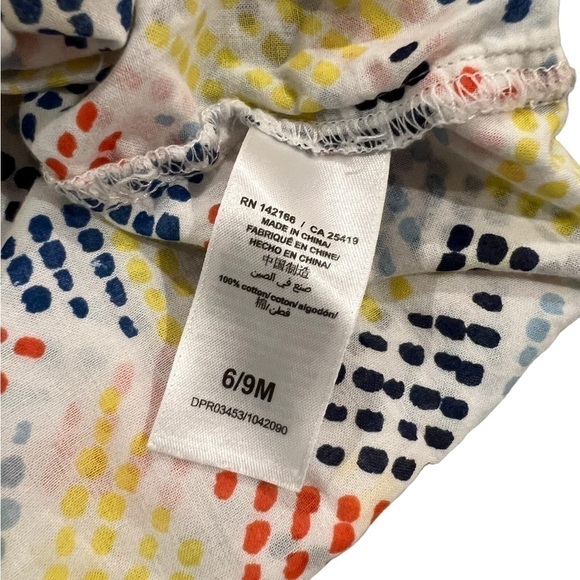 RN 142166 / CA 25419
MADE IN CHINA/
FABRIQUÉ EN CHINE/
HECHO EN CHINA/
中国制造
صنع في الصين
100% cotton/coton/algodón/
棉/قطن
6/9M
DPR03453/1042090